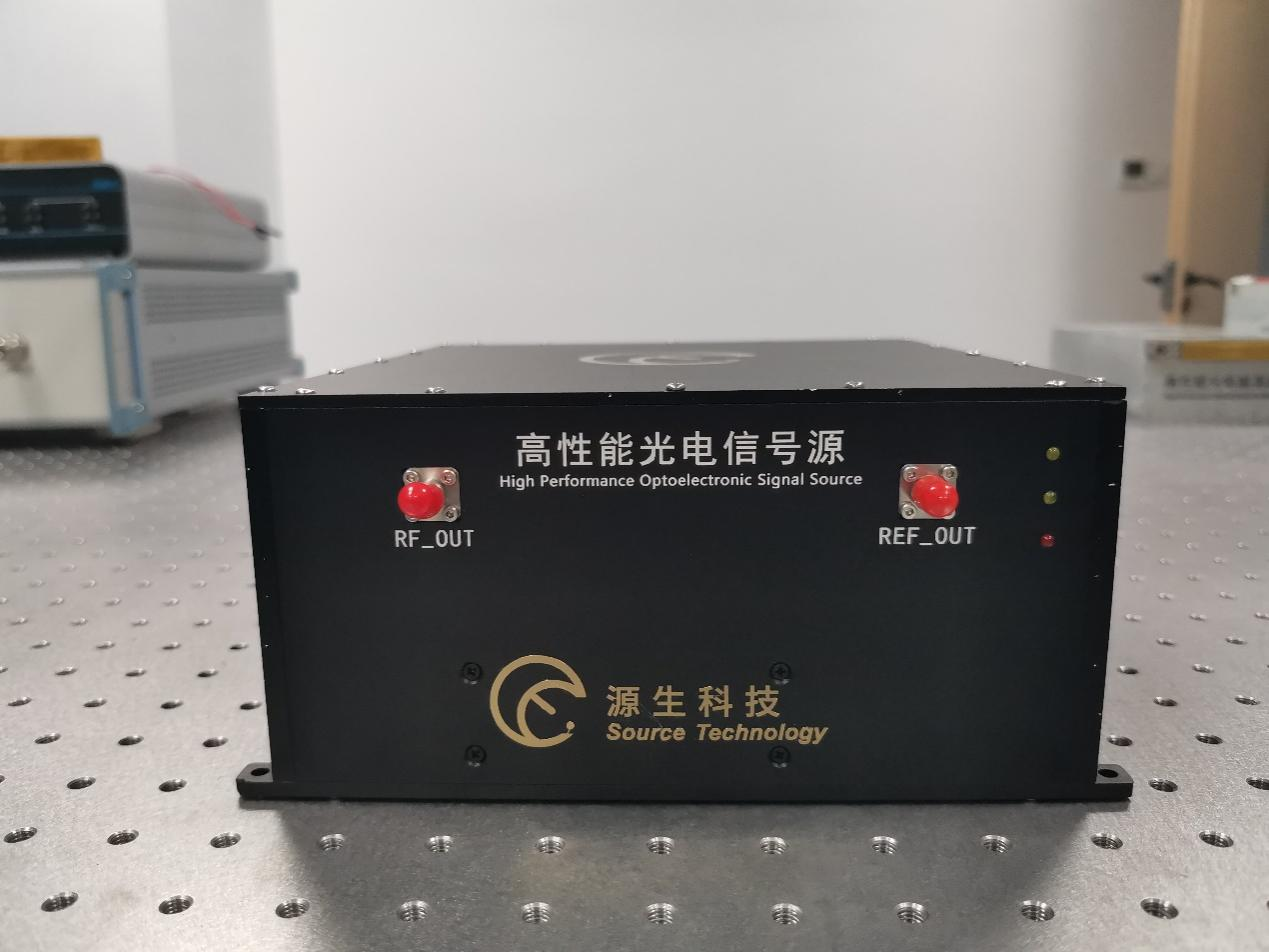 高性能光电信号源
High Performance Optoelectronic Signal Source
RF_OUT
REF_OUT
源生科技
Source Technology